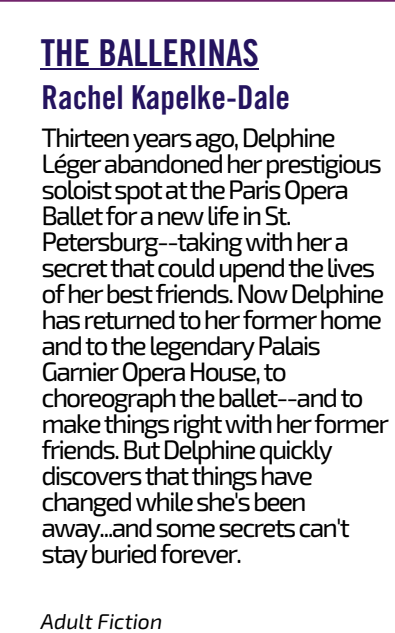 THE BALLERINAS
Rachel Kapelke-Dale
Thirteen years ago, Delphine
Léger abandoned her prestigious
soloist spot at the Paris Opera
Ballet for a new life in St.
Petersburg--taking with her a
secret that could upend the lives
of her best friends. Now Delphine
has returned to her former home
and to the legendary Palais
Garnier Opera House, to
choreograph the ballet--and to
make things right with her former
friends. But Delphine quickly
discovers that things have
changed while she's been
away...and some secrets can't
stay buried forever.
Adult Fiction